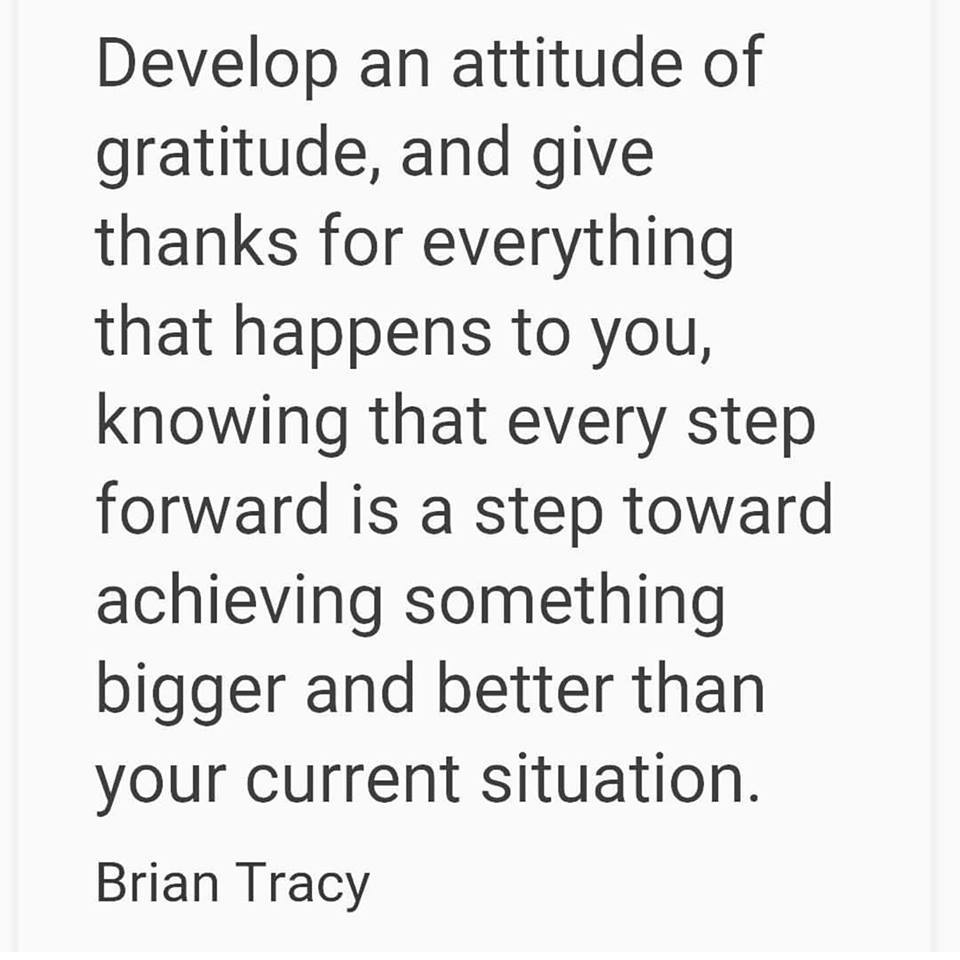 Develop an attitude of
gratitude, and give
thanks for everything
that happens to you,
knowing that every step
forward is a step toward
achieving something
bigger and better than
your current situation.
Brian Tracy